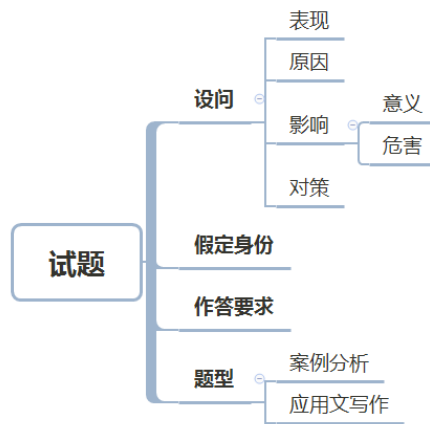 试题
设问
表现
原因
影响
意义
危害
对策
假定身份
作答要求
题型
案例分析
应用文写作